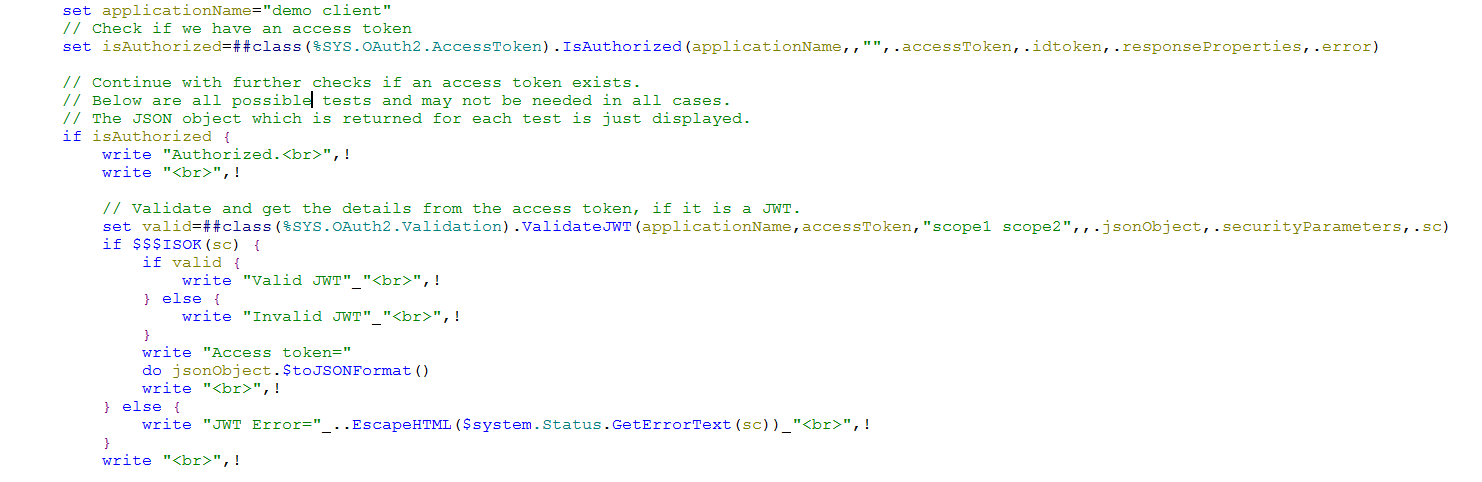 set applicationName="demo client"
// Check if we have an access token
set isAuthorized=##class(%SYS.OAuth2.AccessToken).IsAuthorized(applicationName,,"",.accessToken,.idtoken,.responseProperties,.error)
// Continue with further checks if an access token exists.
// Below are all possible tests and may not be needed in all cases.
// The JSON object which is returned for each test is just displayed.
if isAuthorized {
write "Authorized.<br>",!
write "<br>",!
// Validate and get the details from the access token, if it is a JWT.
set valid=##class(%SYS.OAuth2.Validation).ValidateJWT(applicationName,accessToken,"scope1 scope2",,.jsonObject,.securityParameters,.sc)
if $$$ISOK(sc) {
if valid {
write "Valid JWT"_"<br>",!
} else {
write "Invalid JWT"_"<br>",!
}
write "Access token="
do jsonObject.$toJSONFormat()
write "<br>",!
} else {
write "JWT Error="_..EscapeHTML($system.Status.GetErrorText(sc))_"<br>",!
}
write "<br>",!